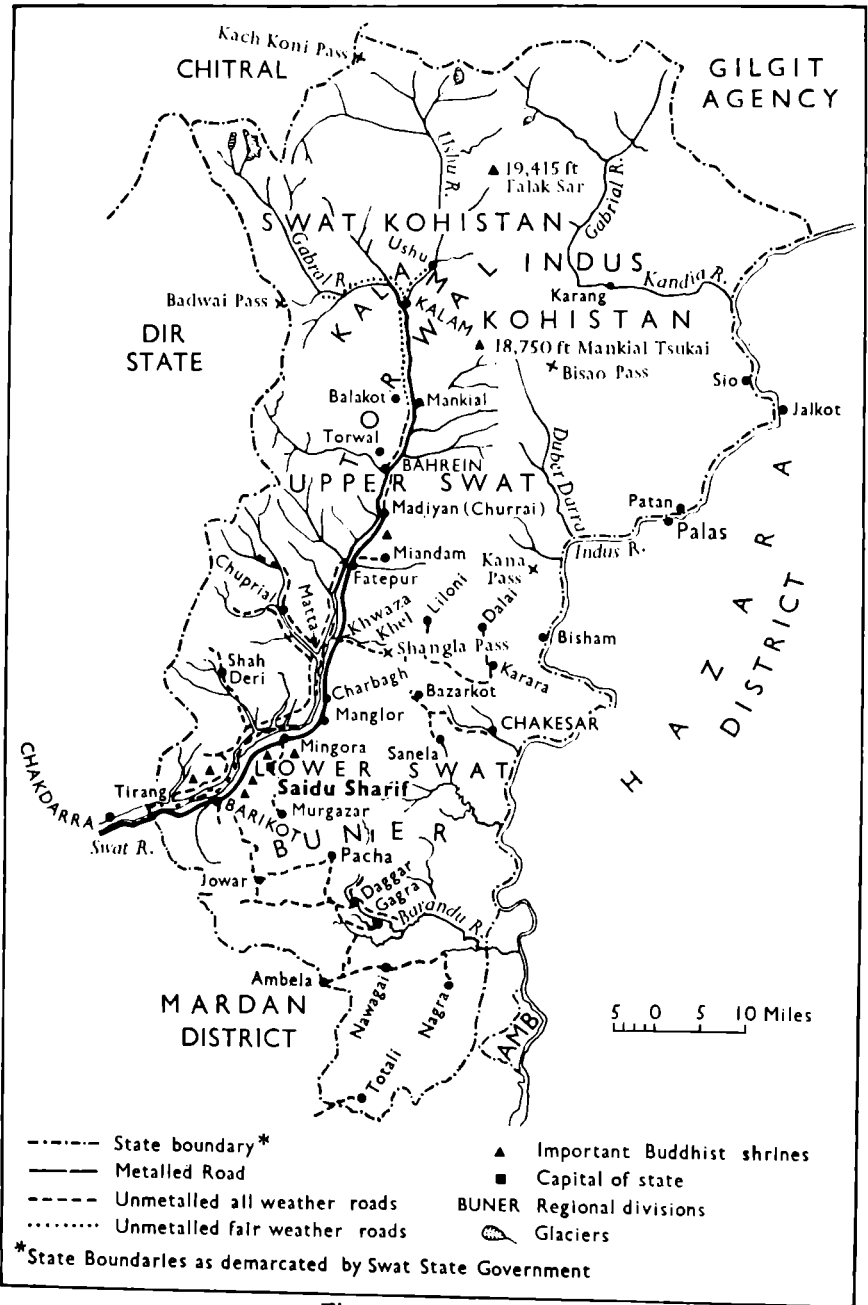 Kach Koni Pass
CHITRAL
GILGIT
AGENCY
Ushu R.
19,415 ft
Falak Sar
Gabrial R.
SWAT KOHISTAN
Gabral R.
Ushu
INDUS
KOHISTAN
Kandia R.
Karang
Badwai Pass
KALAM
KALAM
DIR
STATE
18,750 ft Mankial Tsukai
Bisao Pass
Sio
Jalkot
Balakot
Mankial
TORWAL
Torwal
BAHREIN
UPPER SWAT
Duber Durra
Madiyan (Churrai)
Patan
Palas
Indus R.
Miandam
Kana
Pass
Fatepur
Chuprial
Matta
Khwaza
Khel
Liloni
Dalai
Shangla Pass
Bisham
HAZARA
DISTRICT
Shah
Deri
Karara
Charbagh
Bazarkot
Manglor
CHAKESAR
Mingora
Sanela
CHAKDARRA
Tirang
LOWER SWAT
Saidu Sharif
BARIKOT
Murgazar
Swat R.
BUNER
Pacha
Jowar
Daggar
Gagra
Barandu R.
Ambela
MARDAN
DISTRICT
Nawagai
Nagra
AMB
Totali
5 0 5 10 Miles
State boundary*
Metalled Road
Unmetalled all weather roads
Unmetalled fair weather roads
Important Buddhist shrines
Capital of state
BUNER Regional divisions
Glaciers
*State Boundaries as demarcated by Swat State Government